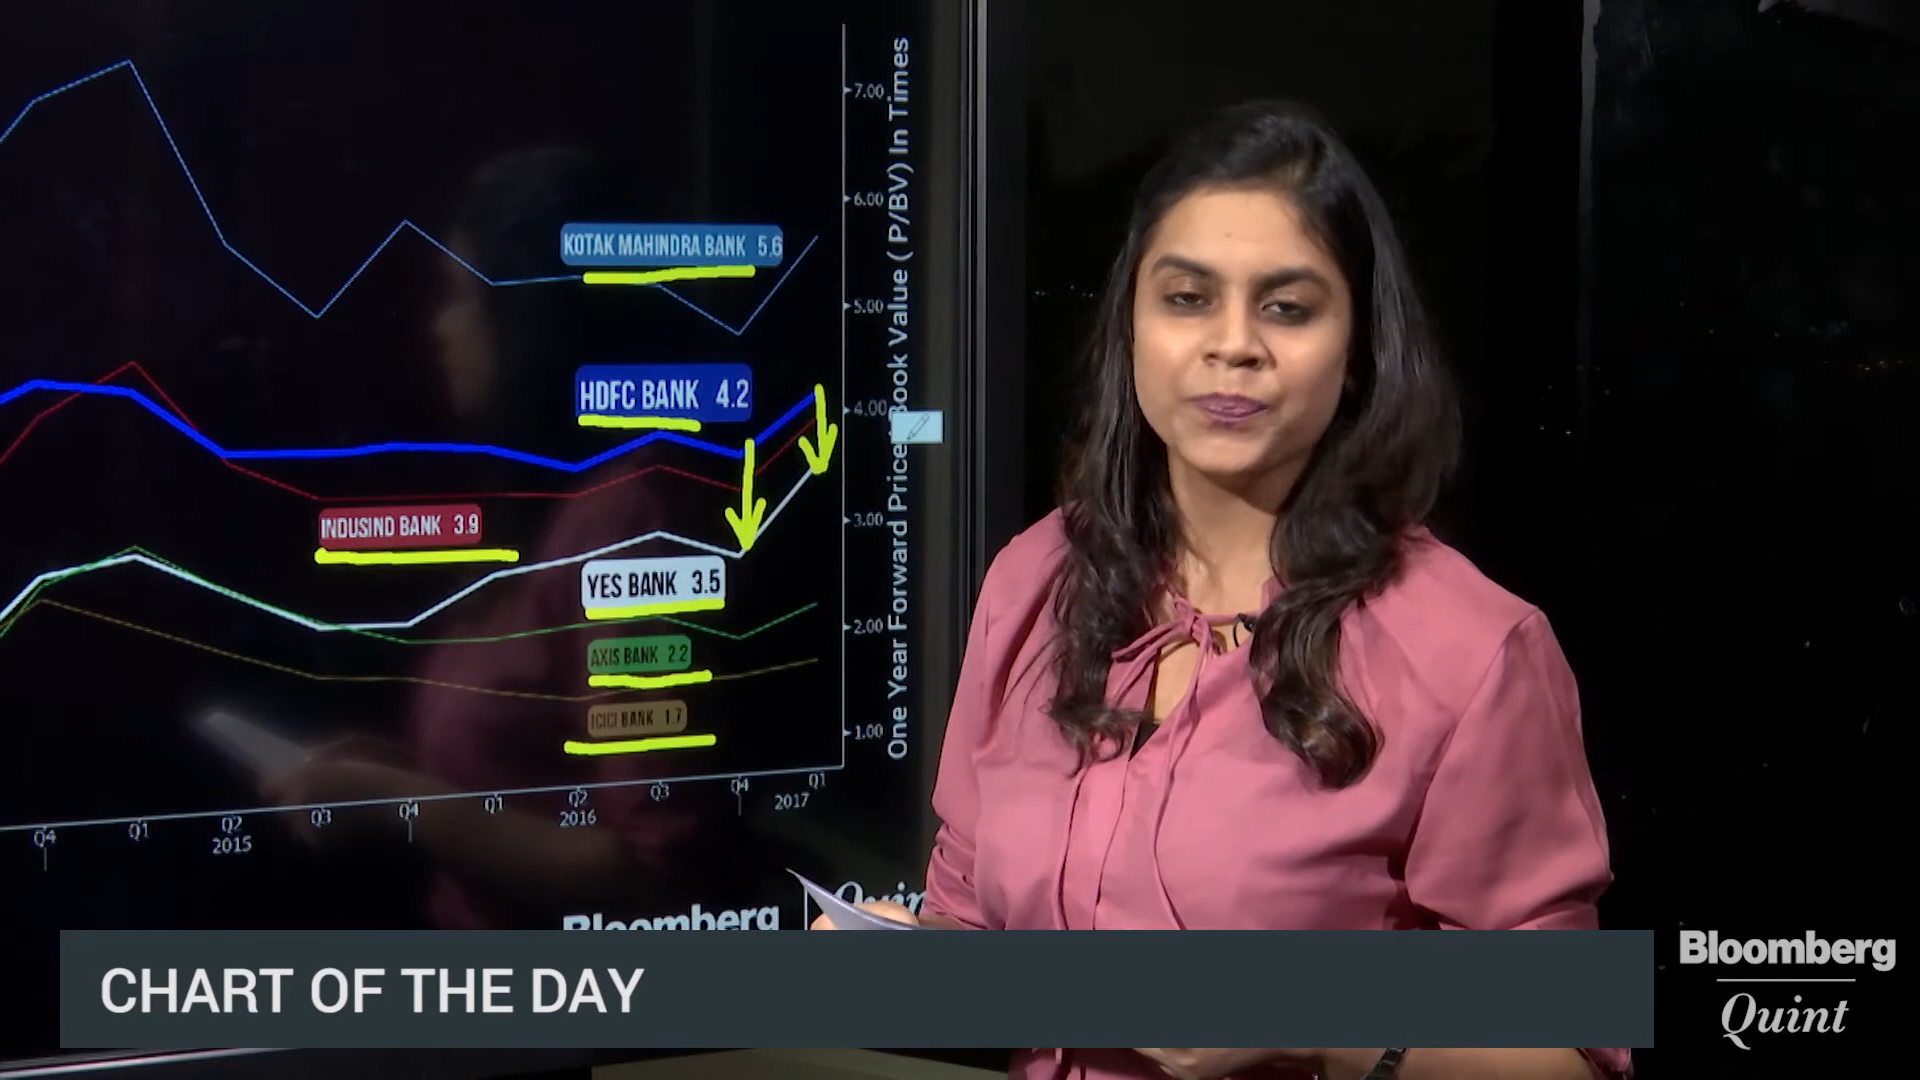 7.00
6.00
5.00
4.00
3.00
2.00
1.00
One Year Forward Price Book Value ( P/BV) In Times
KOTAK MAHINDRA BANK 5.6
HDFC BANK 4.2
INDUSIND BANK 3.9
YES BANK 3.5
AXIS BANK 2.2
ICICI BANK 1.7
Q4 Q1 Q2 Q3 Q4 Q1 Q2 Q3 Q4 Q1
2015 2016 2017
Bloomberg
CHART OF THE DAY
Bloomberg
Quint